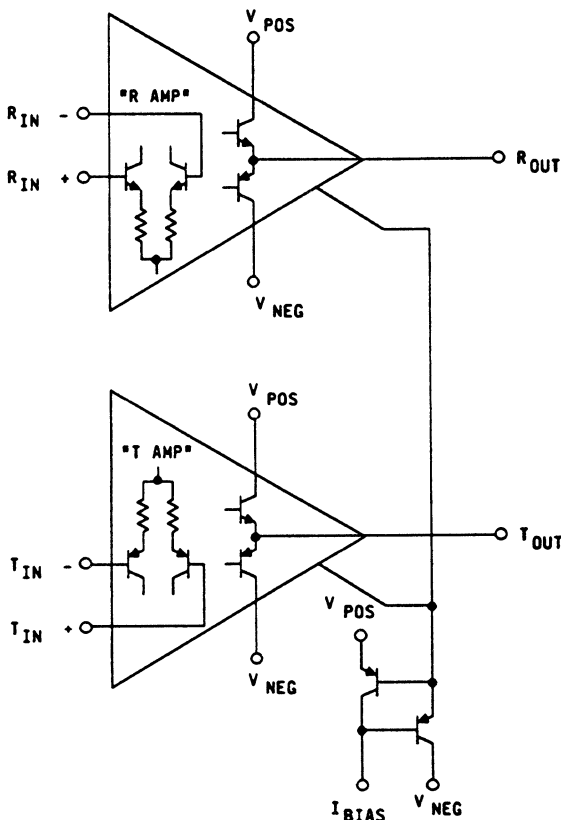 V POS
"R AMP"
R IN -
R IN +
R OUT
V NEG
V POS
"T AMP"
T IN -
T OUT
T IN +
V POS
V NEG
I BIAS
V NEG